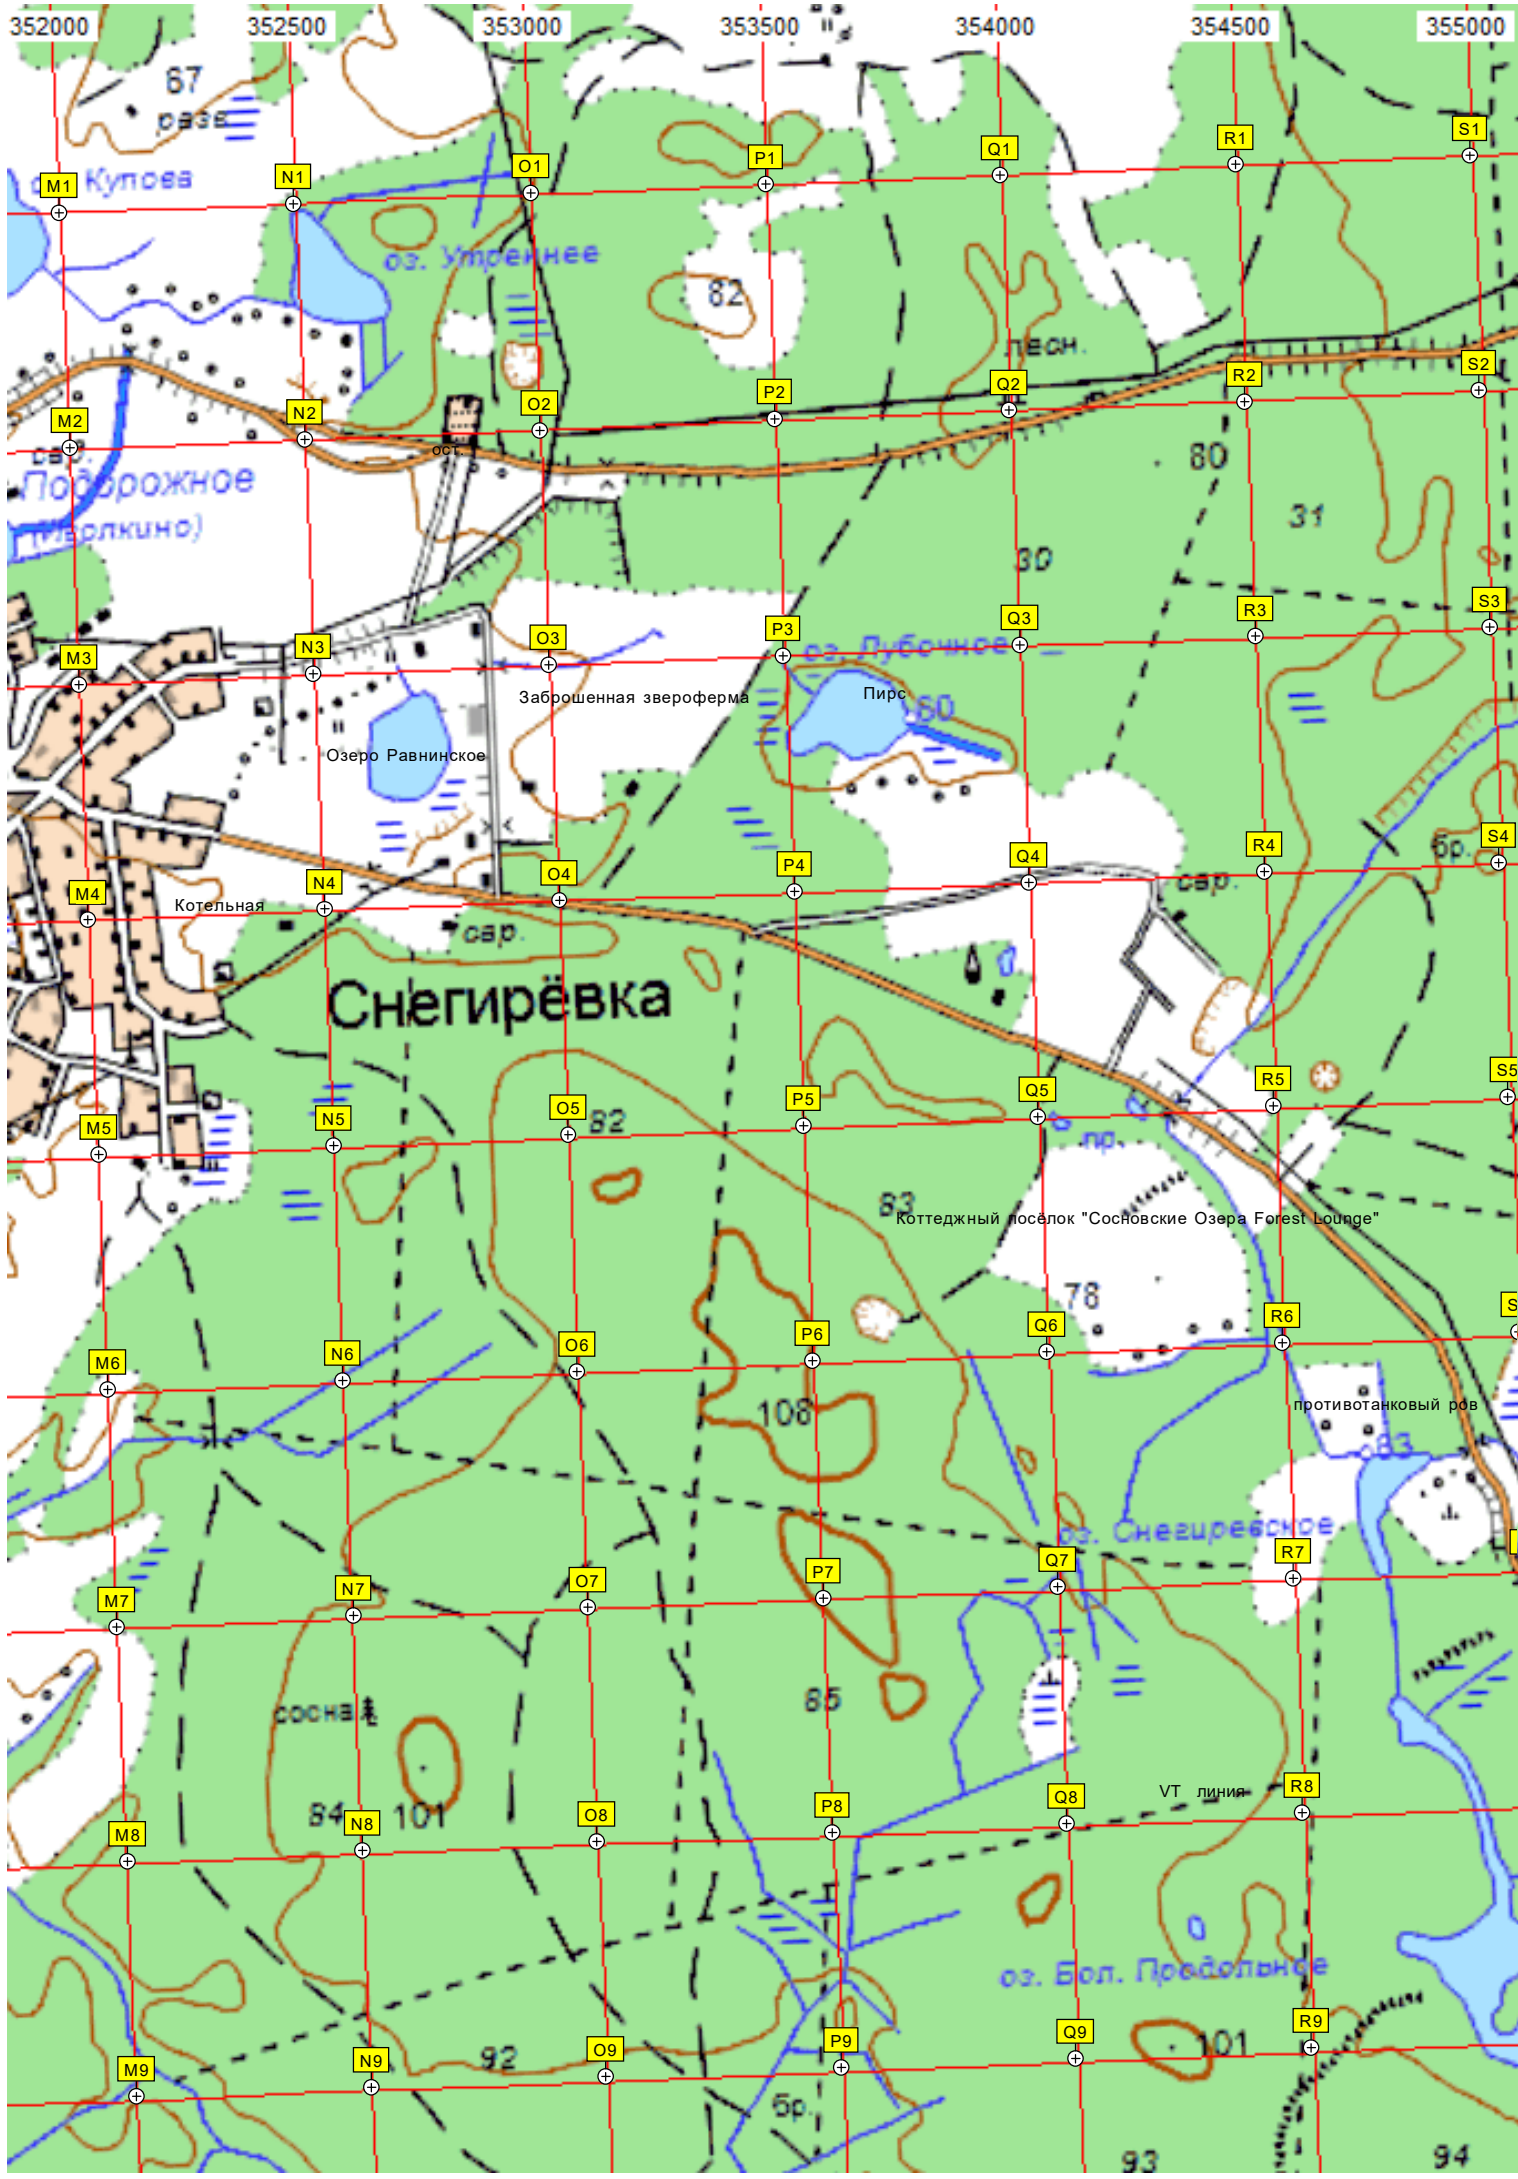 352000 352500 353000 353500 354000 354500 355000
67
разв
S1
R1
Q1
P1
O1
N1
M1
Купова
оз. Утреннее
82
лесн.
S2
R2
Q2
P2
O2
N2
M2
ост.
сар.
Подорожное
80
31
30
S3
R3
Q3
P3
O3
N3
M3
оз. Лубочное
Заброшенная звероферма
Пирс
60
Озеро Равнинское
S4
бр.
R4
Q4
P4
O4
N4
M4
сар.
Котельная
сар.
Снегирёвка
S5
R5
Q5
P5
O5
N5
M5
82
пр.
83
Коттеджный посёлок "Сосновские Озера Forest Lounge"
78
S
R6
Q6
P6
O6
N6
M6
108
противотанковый ров
83
оз. Снегиревское
R7
Q7
P7
O7
N7
M7
85
сосна
84
101
VT линия
R8
Q8
P8
O8
N8
M8
оз. Бол. Продольное
R9
Q9
P9
O9
N9
M9
101
92
бр.
93
94